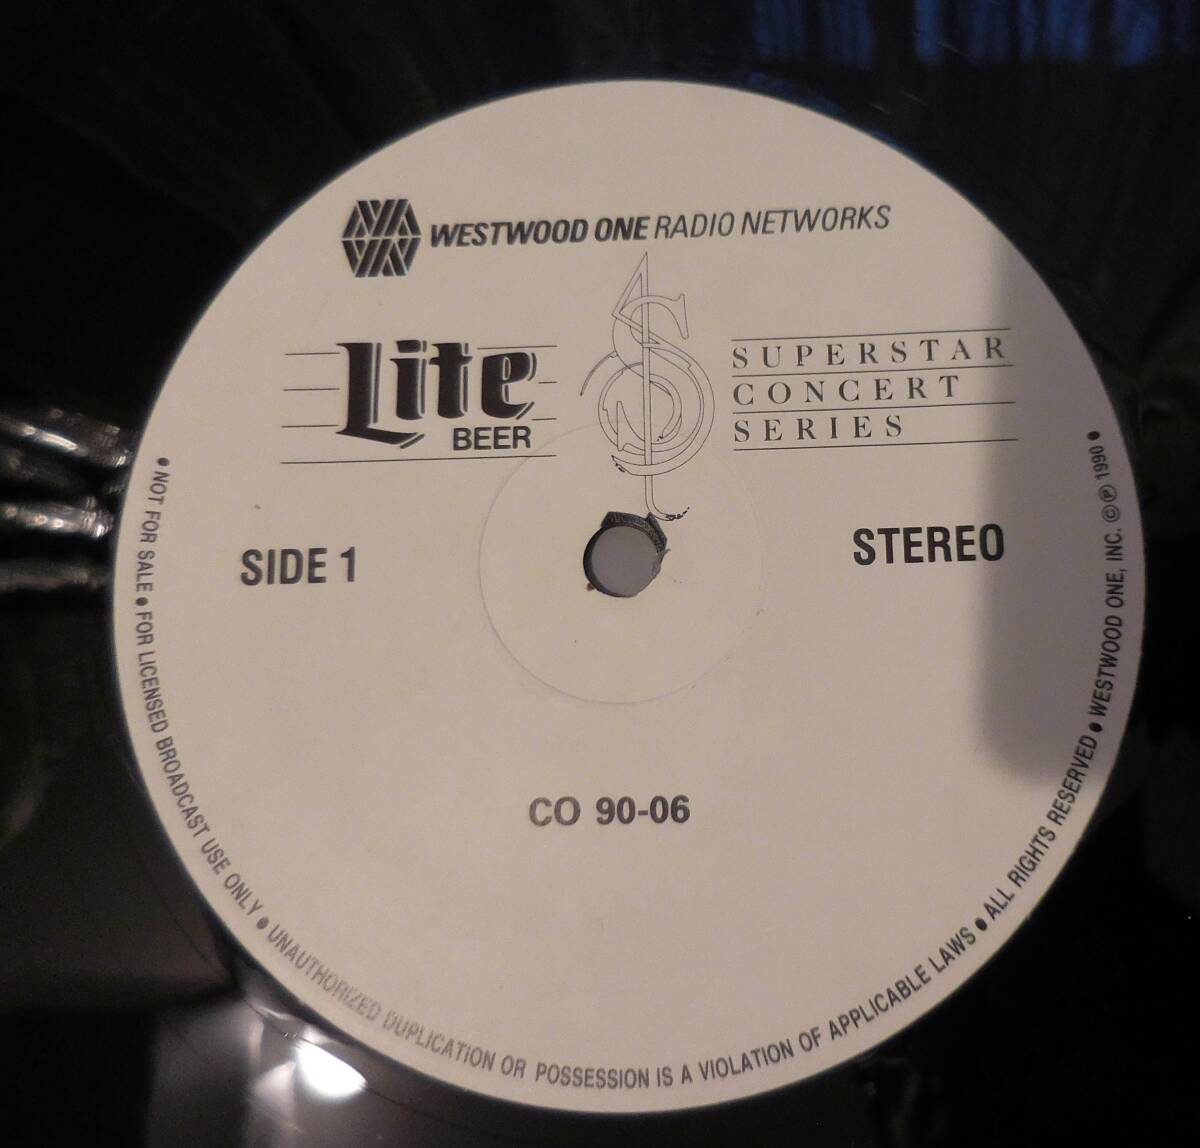 WESTWOOD ONE RADIO NETWORKS
Lite
BEER
SUPERSTAR
CONCERT
SERIES
SIDE 1
STEREO
CO 90-06
• NOT FOR SALE • FOR LICENSED BROADCAST USE ONLY • UNAUTHORIZED DUPLICATION OR POSSESSION IS A VIOLATION OF APPLICABLE LAWS • ALL RIGHTS RESERVED • WESTWOOD ONE, INC. © ℗ 1990 •